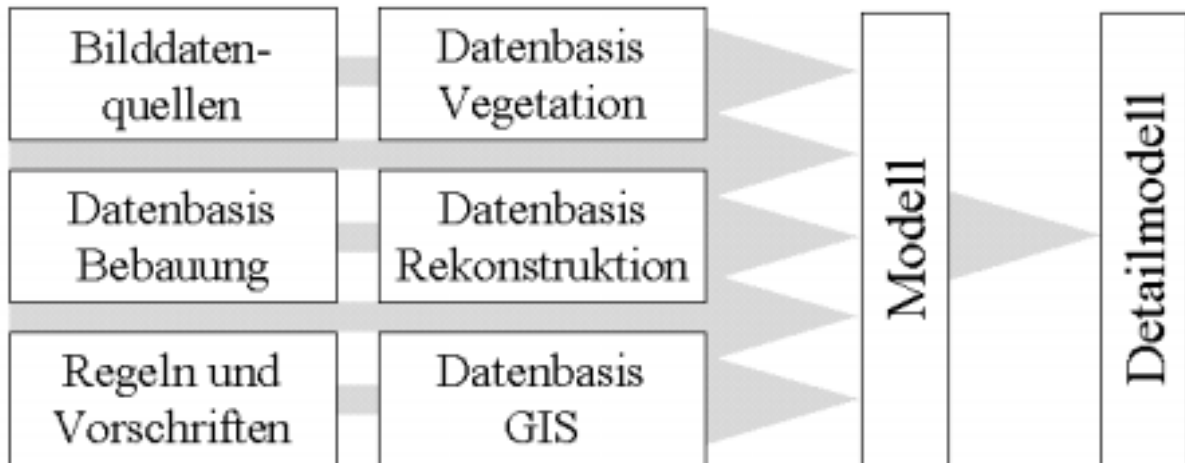 Bilddaten-
quellen
Datenbasis
Vegetation
Datenbasis
Bebauung
Datenbasis
Rekonstruktion
Regeln und
Vorschriften
Datenbasis
GIS
Modell
Detailmodell